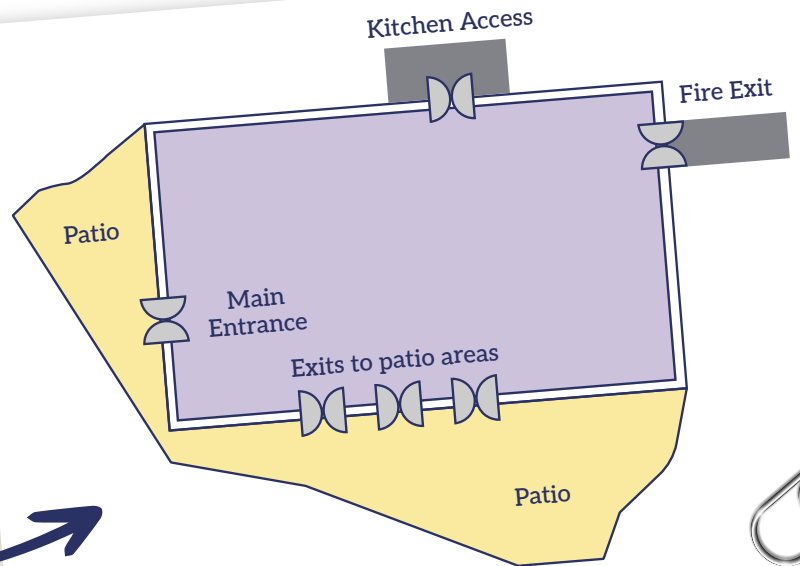 Kitchen Access
Fire Exit
Patio
Main
Entrance
Exits to patio areas
Patio